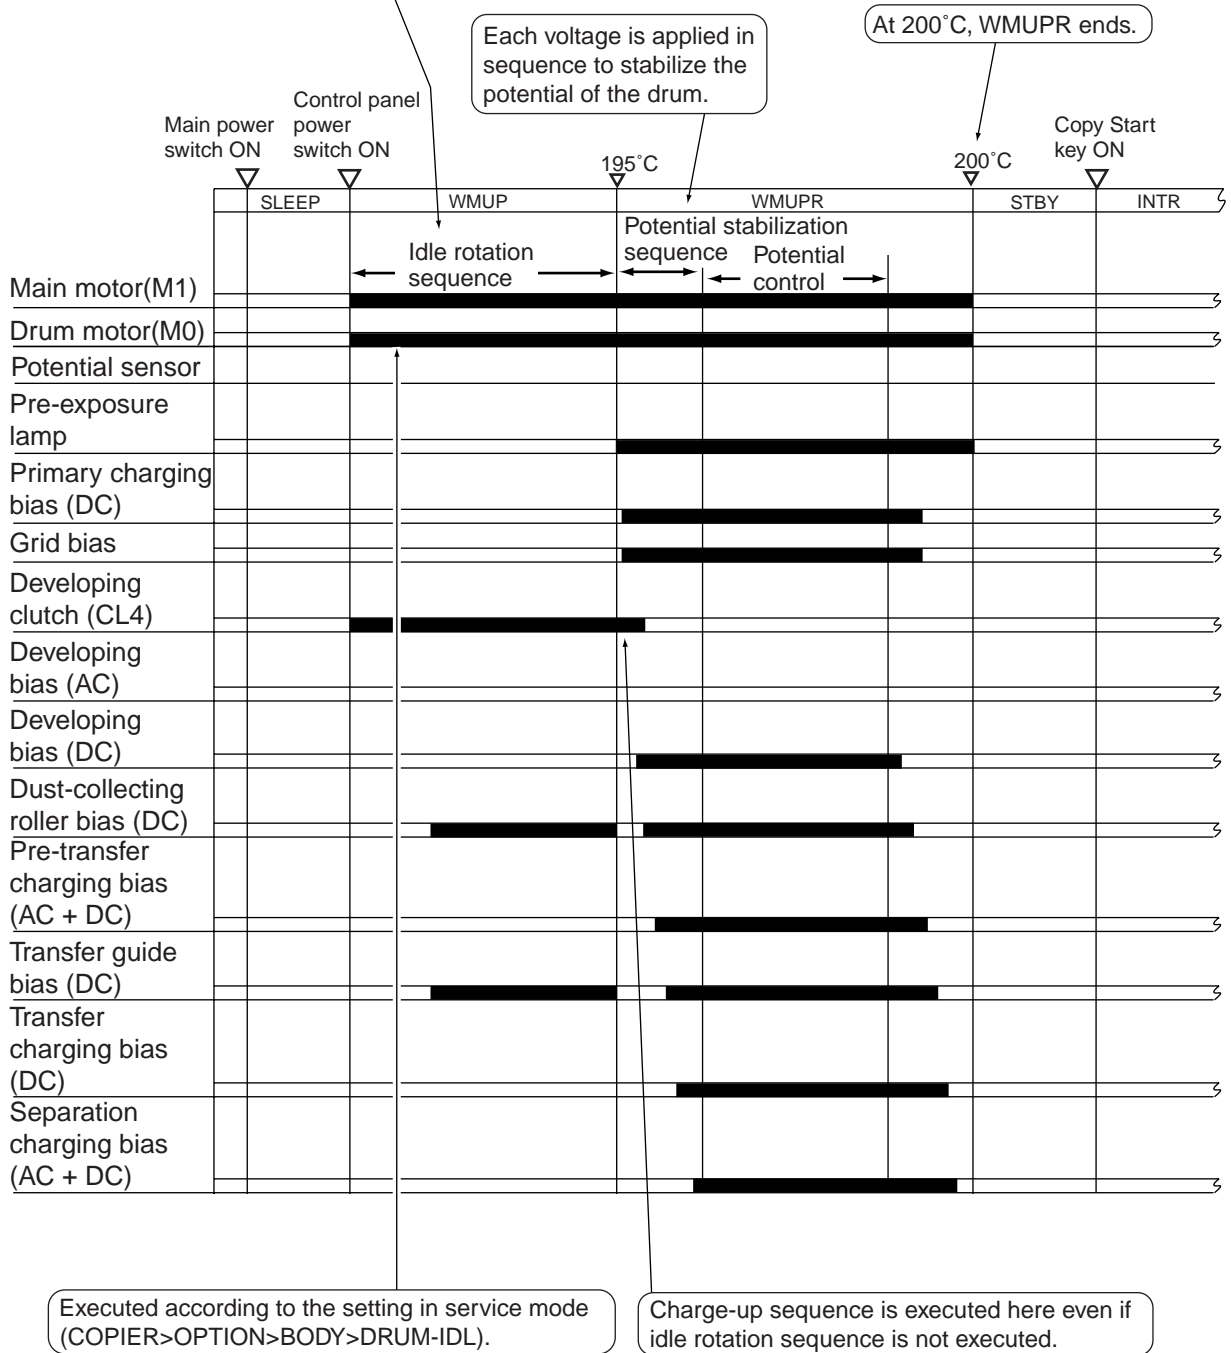 Each voltage is applied in
sequence to stabilize the
potential of the drum.
At 200˚C, WMUPR ends.
Main power
switch ON
Control panel
power
switch ON
195˚C
200˚C
Copy Start
key ON
SLEEP
WMUP
WMUPR
STBY
INTR
Idle rotation
sequence
Potential stabilization
sequence
Potential
control
Main motor(M1)
Drum motor(M0)
Potential sensor
Pre-exposure
lamp
Primary charging
bias (DC)
Grid bias
Developing
clutch (CL4)
Developing
bias (AC)
Developing
bias (DC)
Dust-collecting
roller bias (DC)
Pre-transfer
charging bias
(AC + DC)
Transfer guide
bias (DC)
Transfer
charging bias
(DC)
Separation
charging bias
(AC + DC)
Executed according to the setting in service mode
(COPIER>OPTION>BODY>DRUM-IDL).
Charge-up sequence is executed here even if
idle rotation sequence is not executed.